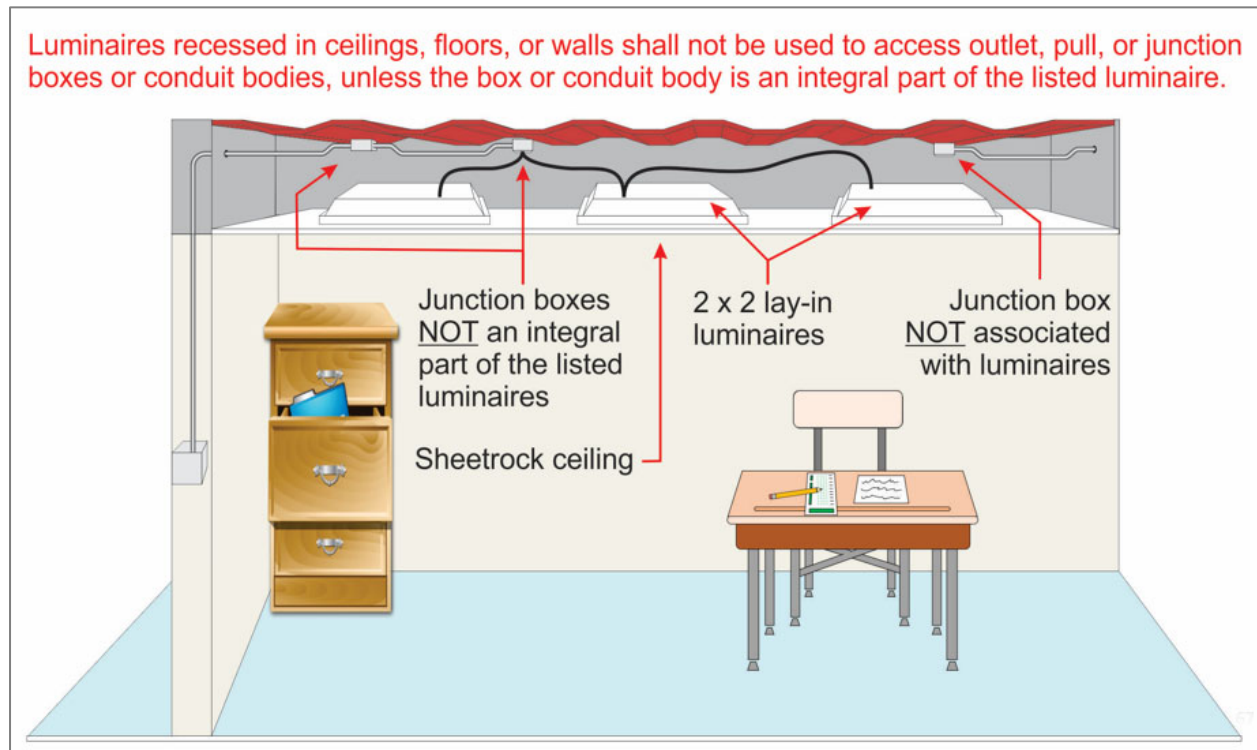 Luminaires recessed in ceilings, floors, or walls shall not be used to access outlet, pull, or junction
boxes or conduit bodies, unless the box or conduit body is an integral part of the listed luminaire.
Junction boxes
NOT an integral
part of the listed
luminaires
2 x 2 lay-in
luminaires
Junction box
NOT associated
with luminaires
Sheetrock ceiling